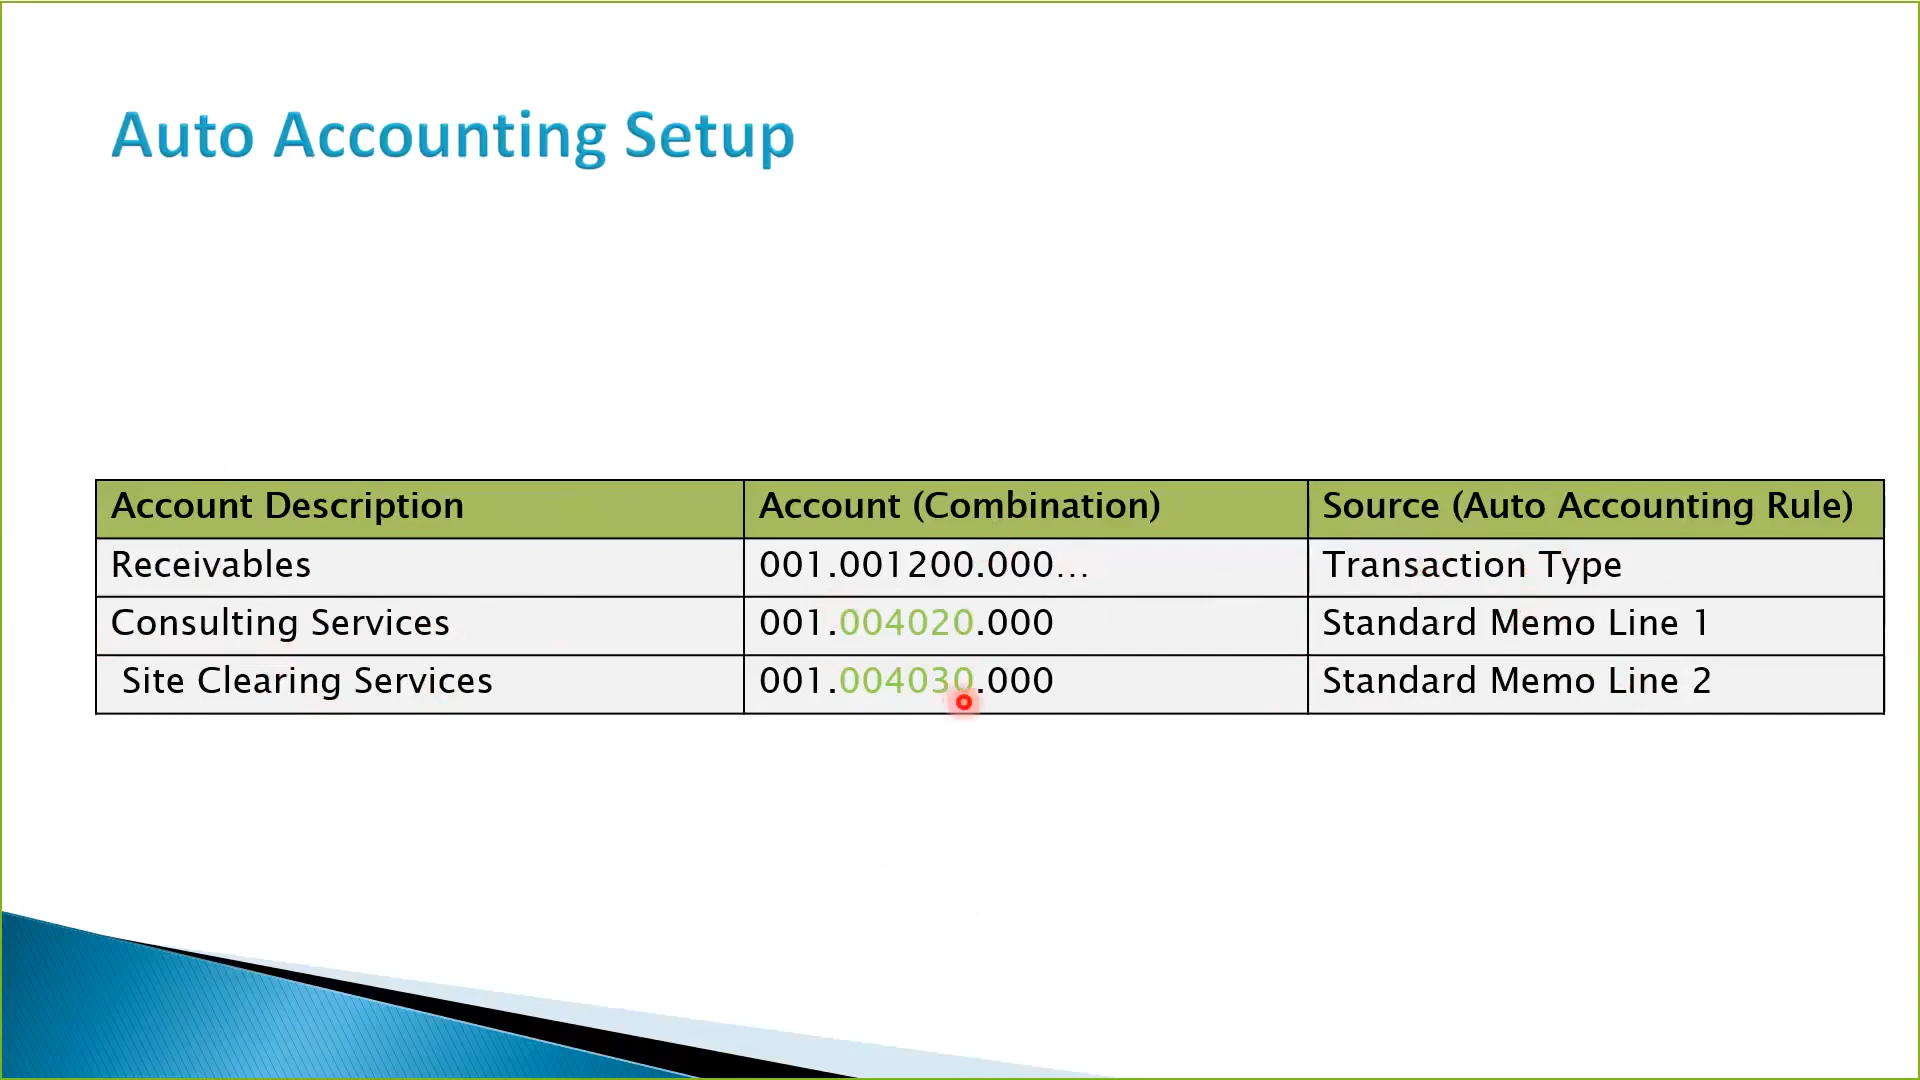 Auto Accounting Setup
Account Description Account (Combination) Source (Auto Accounting Rule)
Receivables 001.001200.000... Transaction Type
Consulting Services 001.004020.000 Standard Memo Line 1
Site Clearing Services 001.004030.000 Standard Memo Line 2